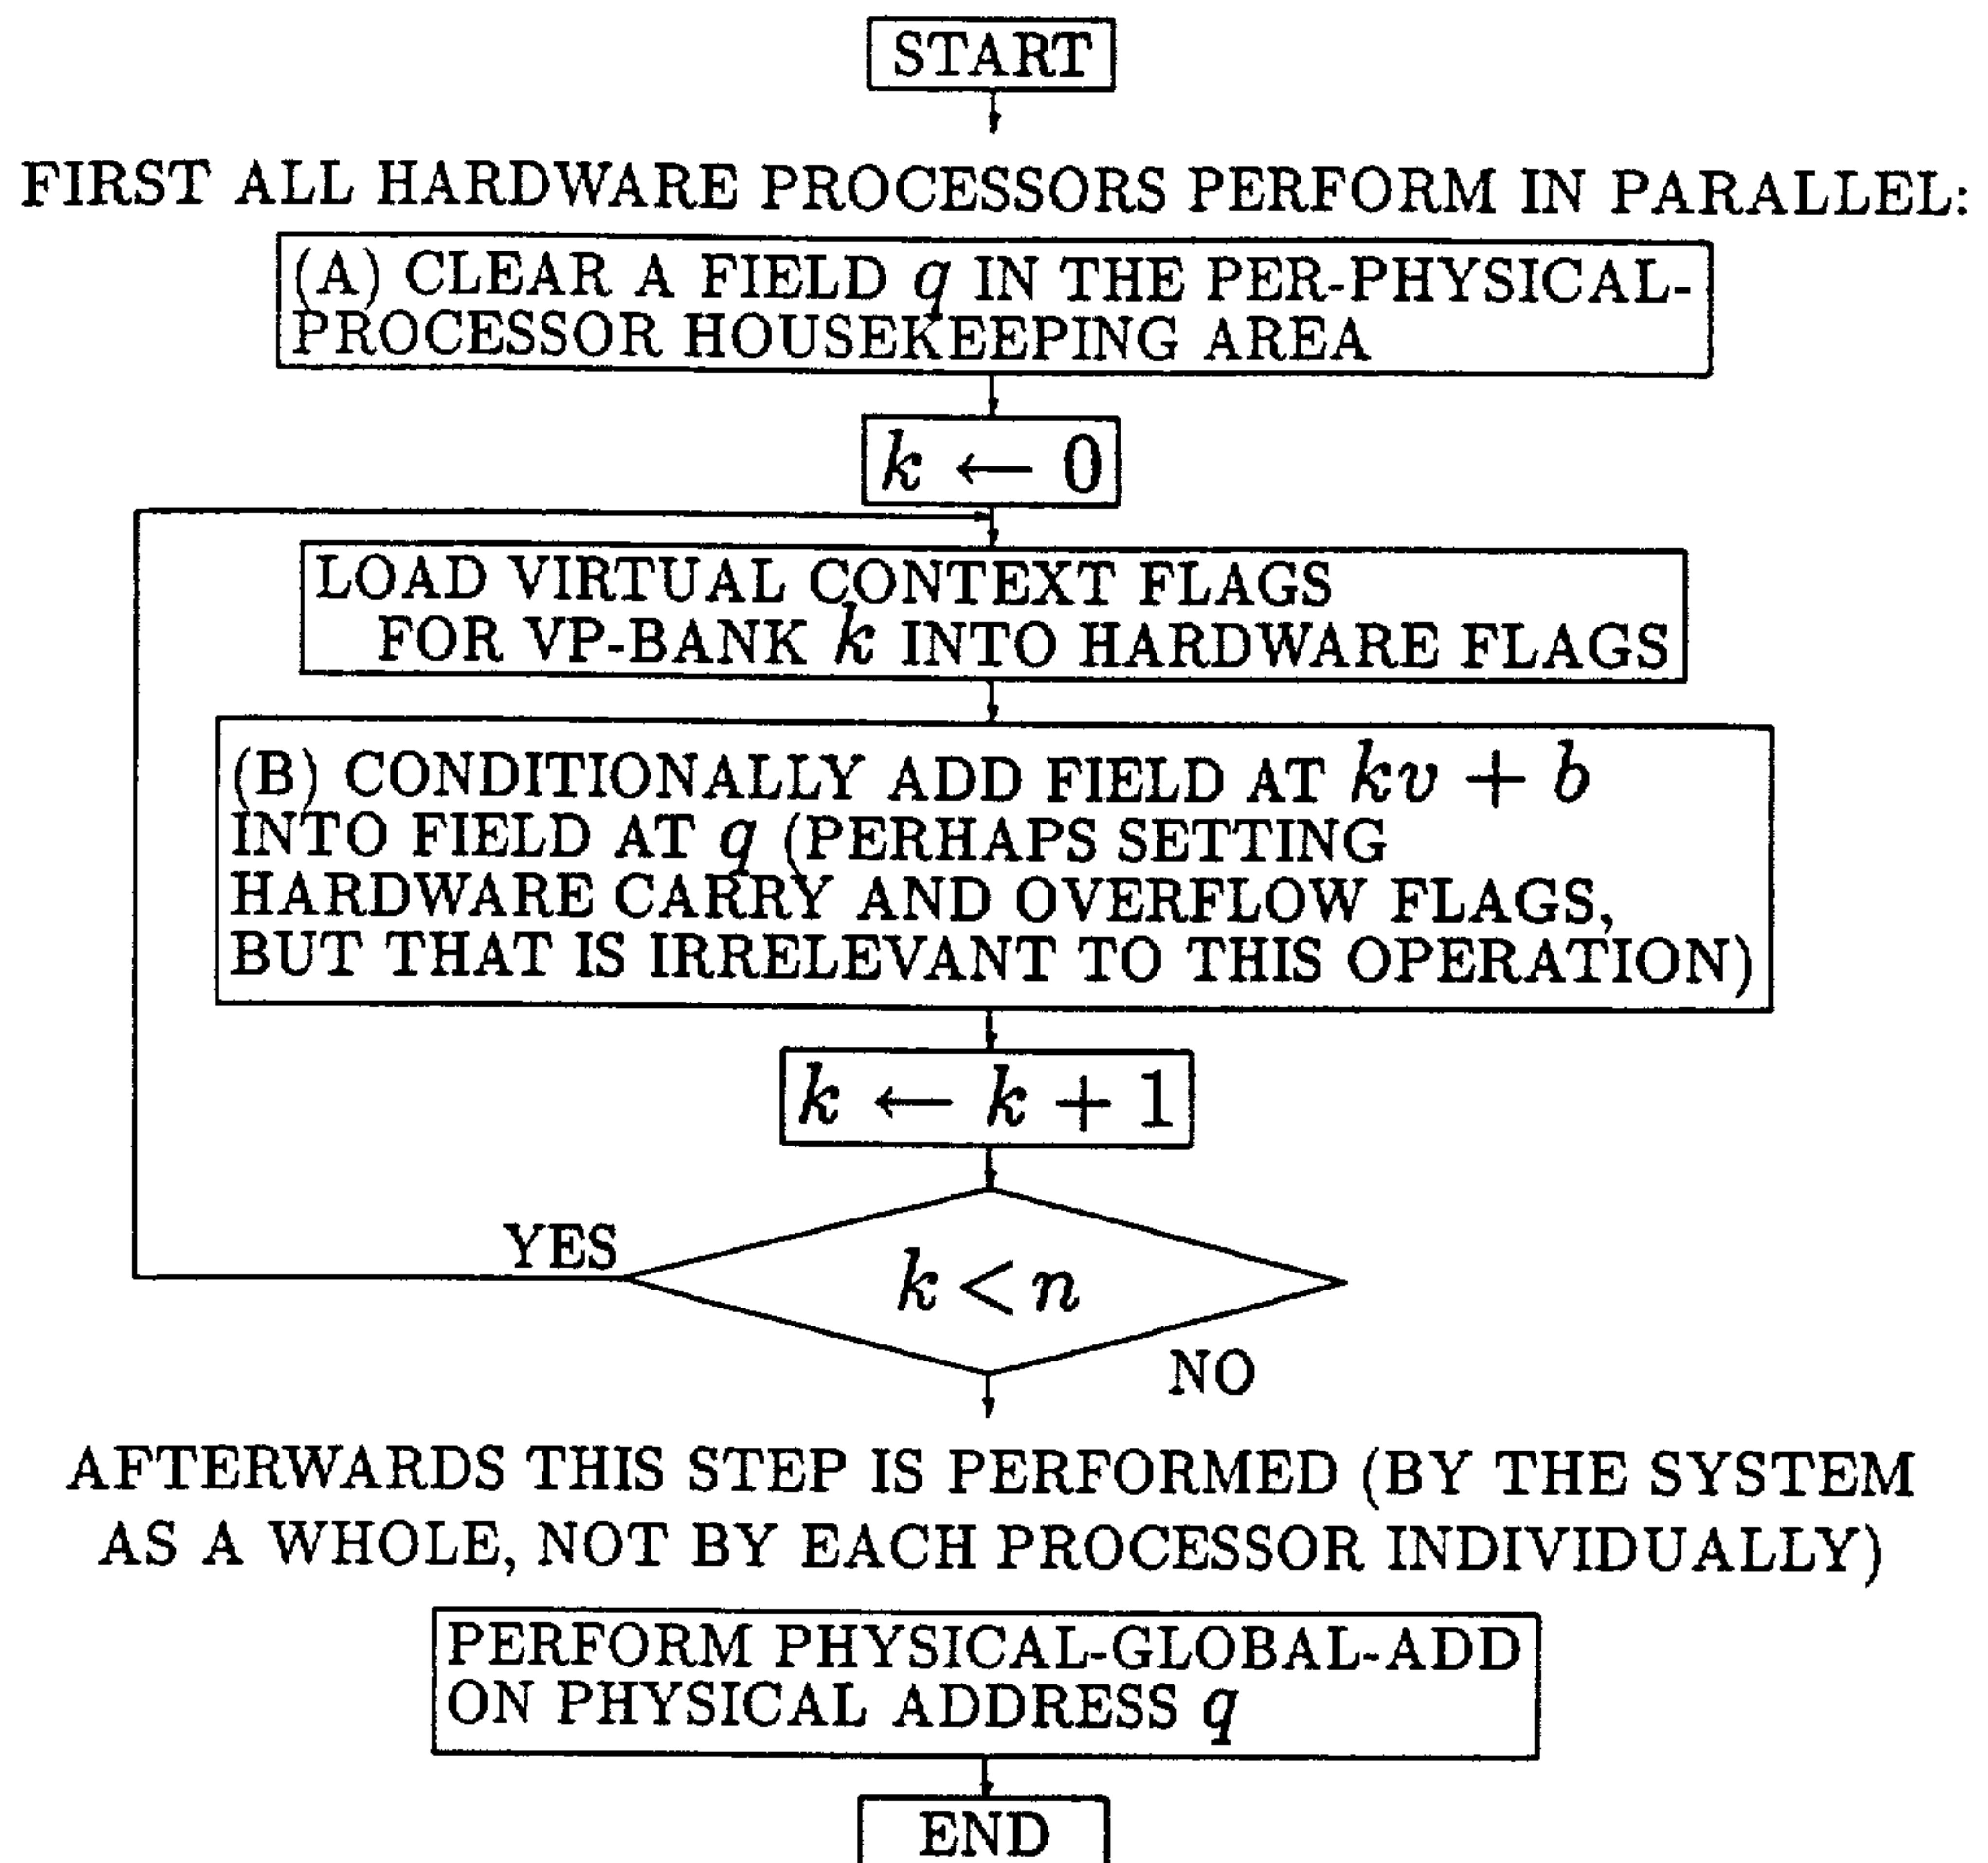 START
FIRST ALL HARDWARE PROCESSORS PERFORM IN PARALLEL:
(A) CLEAR A FIELD q IN THE PER-PHYSICAL-
PROCESSOR HOUSEKEEPING AREA
k ← 0
LOAD VIRTUAL CONTEXT FLAGS
FOR VP-BANK k INTO HARDWARE FLAGS
(B) CONDITIONALLY ADD FIELD AT kv + b
INTO FIELD AT q (PERHAPS SETTING
HARDWARE CARRY AND OVERFLOW FLAGS,
BUT THAT IS IRRELEVANT TO THIS OPERATION)
k ← k + 1
YES
k < n
NO
AFTERWARDS THIS STEP IS PERFORMED (BY THE SYSTEM
AS A WHOLE, NOT BY EACH PROCESSOR INDIVIDUALLY)
PERFORM PHYSICAL-GLOBAL-ADD
ON PHYSICAL ADDRESS q
END